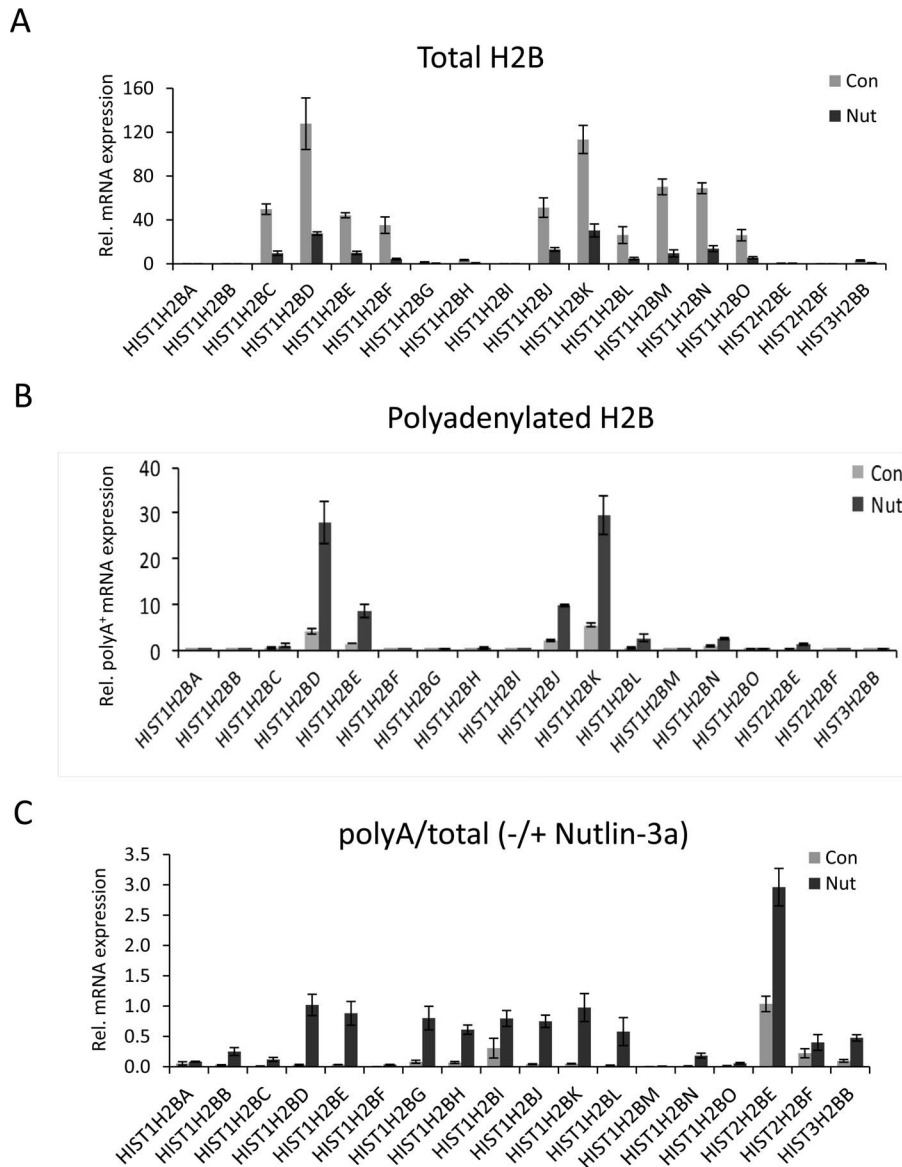 A
Total H2B
Rel. mRNA expression
160
120
80
40
0
Con
Nut
HIST1H2BA
HIST1H2BB
HIST1H2BC
HIST1H2BD
HIST1H2BE
HIST1H2BF
HIST1H2BG
HIST1H2BH
HIST1H2BI
HIST1H2BJ
HIST1H2BK
HIST1H2BL
HIST1H2BM
HIST1H2BN
HIST1H2BO
HIST2H2BE
HIST2H2BF
HIST3H2BB
B
Polyadenylated H2B
Rel. polyA⁺ mRNA expression
40
30
20
10
0
Con
Nut
HIST1H2BA
HIST1H2BB
HIST1H2BC
HIST1H2BD
HIST1H2BE
HIST1H2BF
HIST1H2BG
HIST1H2BH
HIST1H2BI
HIST1H2BJ
HIST1H2BK
HIST1H2BL
HIST1H2BM
HIST1H2BN
HIST1H2BO
HIST2H2BE
HIST2H2BF
HIST3H2BB
C
polyA/total (-/+ Nutlin-3a)
Rel. mRNA expression
3.5
3.0
2.5
2.0
1.5
1.0
0.5
0.0
Con
Nut
HIST1H2BA
HIST1H2BB
HIST1H2BC
HIST1H2BD
HIST1H2BE
HIST1H2BF
HIST1H2BG
HIST1H2BH
HIST1H2BI
HIST1H2BJ
HIST1H2BK
HIST1H2BL
HIST1H2BM
HIST1H2BN
HIST1H2BO
HIST2H2BE
HIST2H2BF
HIST3H2BB